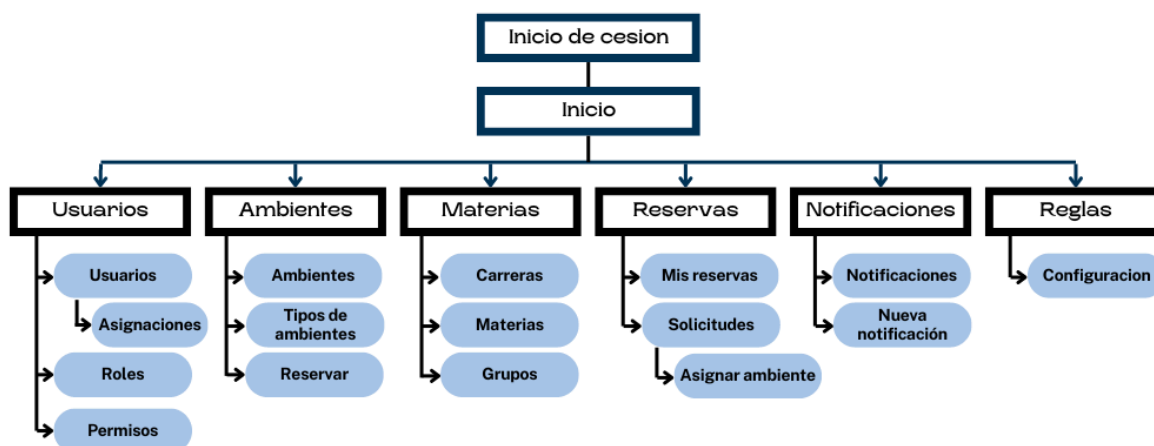 Inicio de cesion
Inicio
Usuarios
Ambientes
Materias
Reservas
Notificaciones
Reglas
Usuarios
Asignaciones
Roles
Permisos
Ambientes
Tipos de
ambientes
Reservar
Carreras
Materias
Grupos
Mis reservas
Solicitudes
Asignar ambiente
Notificaciones
Nueva
notificación
Configuracion